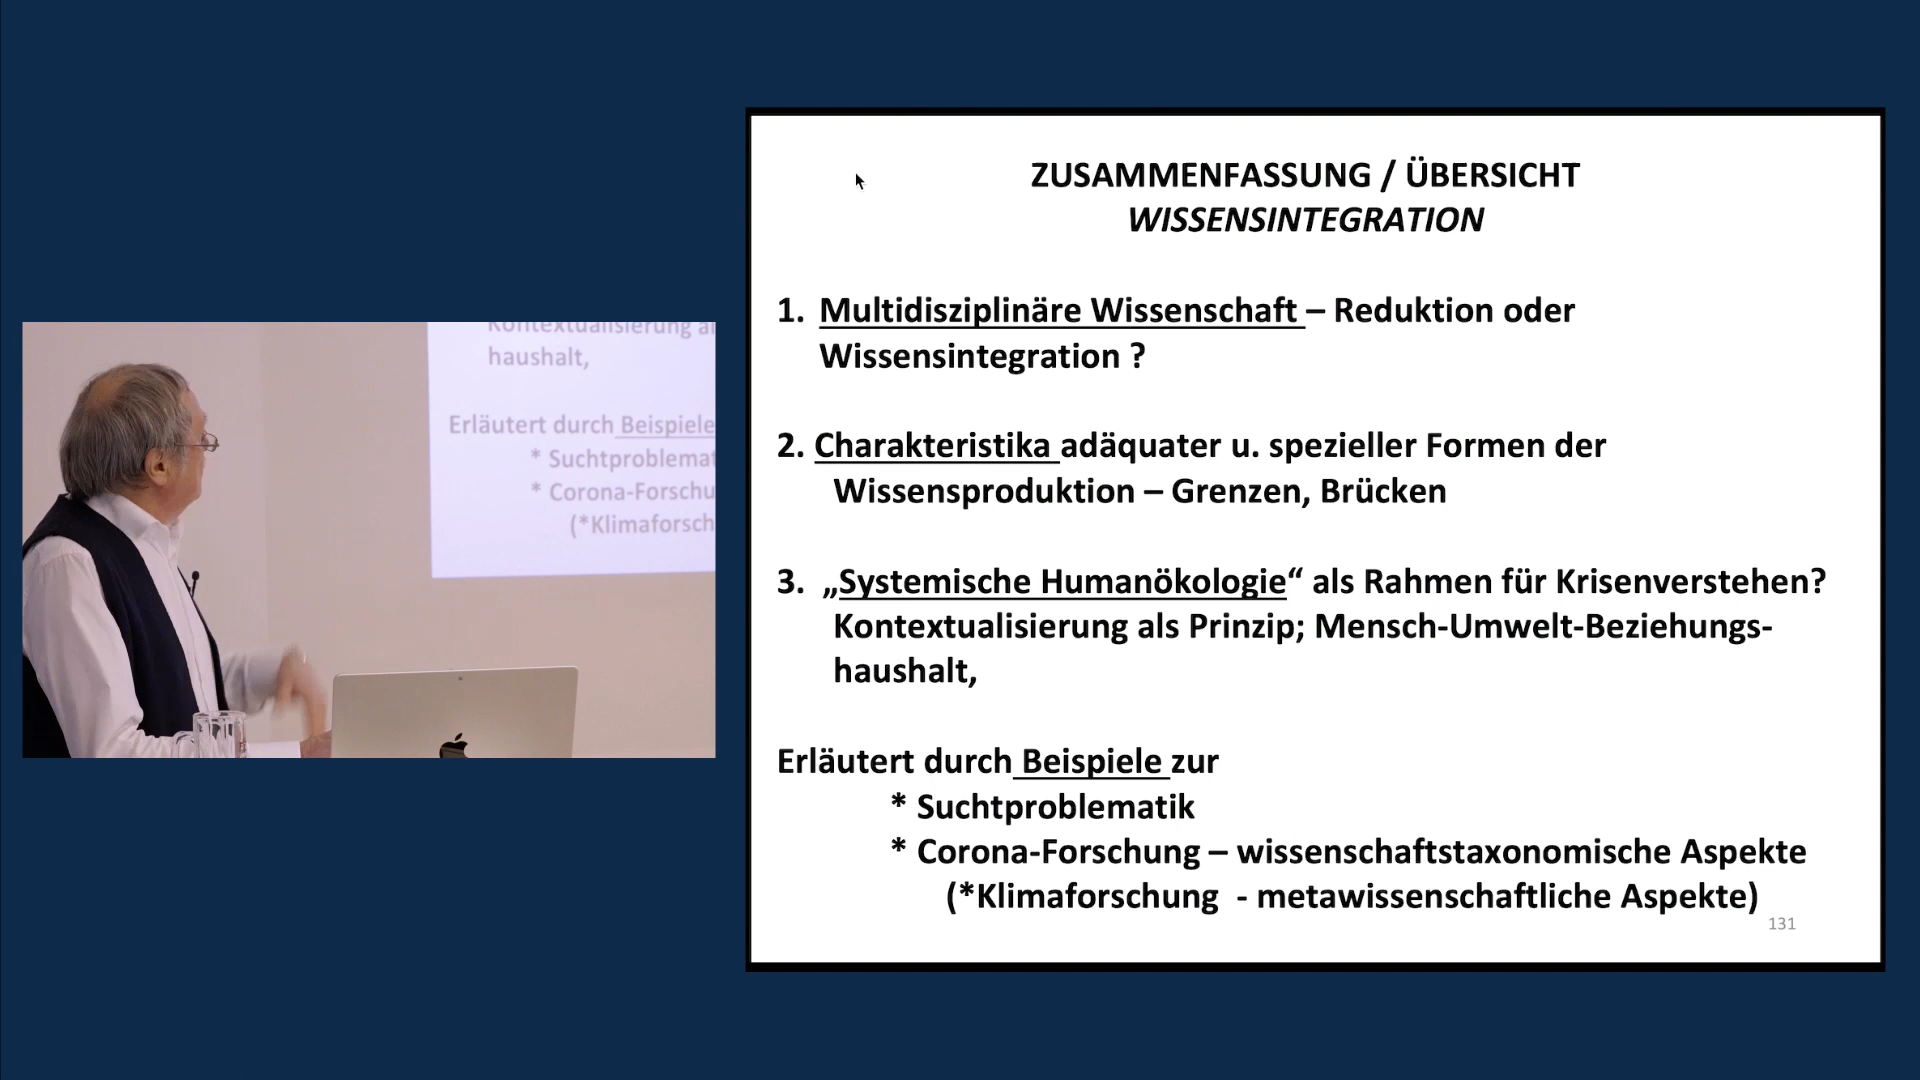 ZUSAMMENFASSUNG / ÜBERSICHT
WISSENSINTEGRATION
1. Multidisziplinäre Wissenschaft – Reduktion oder
Wissensintegration ?
2. Charakteristika adäquater u. spezieller Formen der
Wissensproduktion – Grenzen, Brücken
3. „Systemische Humanökologie“ als Rahmen für Krisenverstehen?
Kontextualisierung als Prinzip; Mensch-Umwelt-Beziehungs-
haushalt,
Erläutert durch Beispiele zur
* Suchtproblematik
* Corona-Forschung – wissenschaftstaxonomische Aspekte
(*Klimaforschung - metawissenschaftliche Aspekte)
131
Kontextualisierung al
haushalt,
Erläutert durch Beispiele
* Suchtproblemat
* Corona-Forschu
(*Klimaforsch